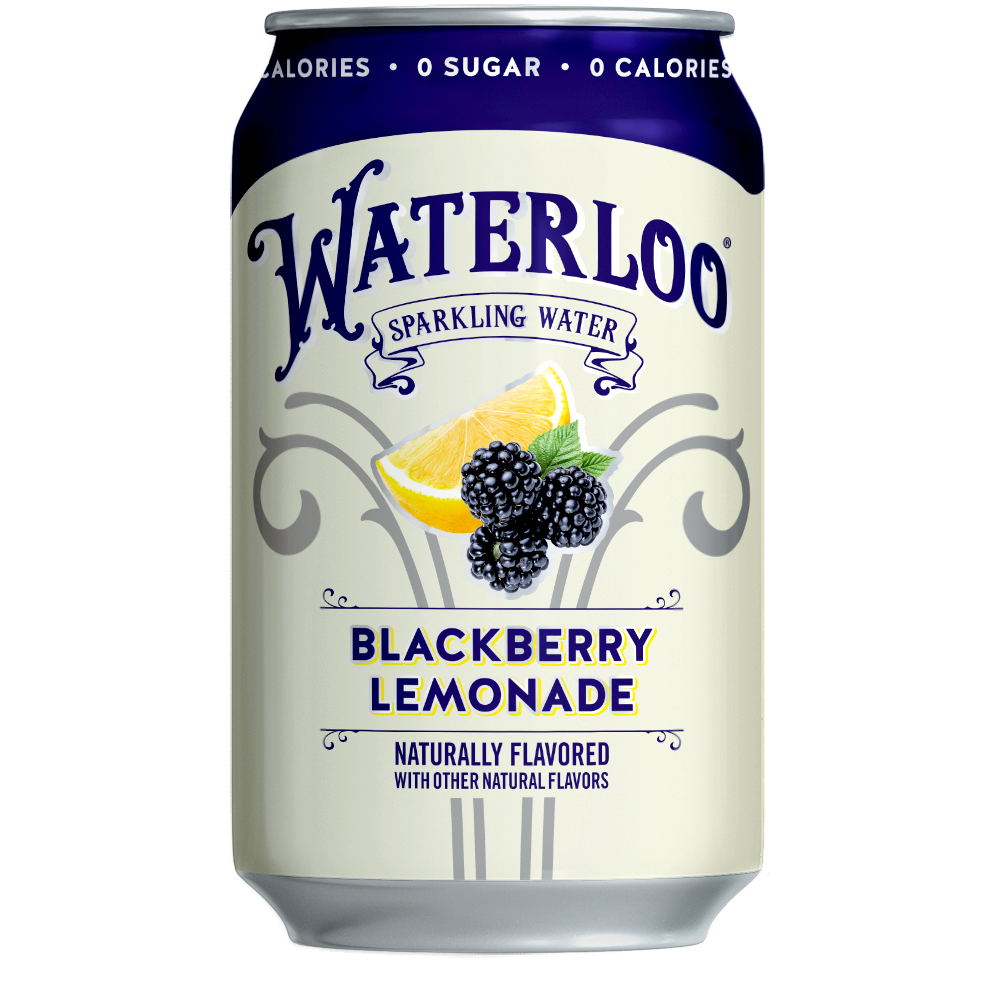 CALORIES • 0 SUGAR • 0 CALORIES
WATERLOO®
SPARKLING WATER
BLACKBERRY
LEMONADE
NATURALLY FLAVORED
WITH OTHER NATURAL FLAVORS